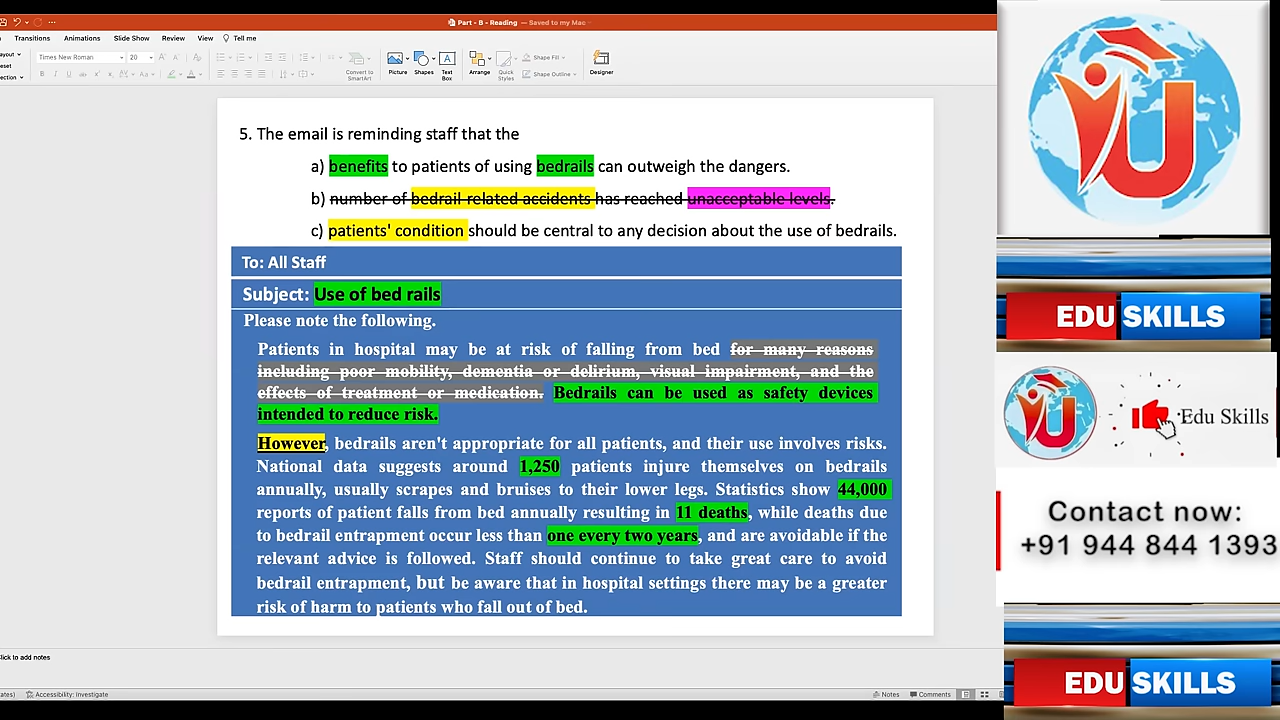 Part - B - Reading — Saved to my Mac
Transitions Animations Slide Show Review View Tell me
Times New Roman 20
Convert to SmartArt
Picture Shapes Text Box Arrange Quick Styles Shape Fill Shape Outline Designer
5. The email is reminding staff that the
a) benefits to patients of using bedrails can outweigh the dangers.
b) number of bedrail-related accidents has reached unacceptable levels.
c) patients' condition should be central to any decision about the use of bedrails.
To: All Staff
Subject: Use of bed rails
Please note the following.
Patients in hospital may be at risk of falling from bed for many reasons
including poor mobility, dementia or delirium, visual impairment, and the
effects of treatment or medication. Bedrails can be used as safety devices
intended to reduce risk.
However, bedrails aren't appropriate for all patients, and their use involves risks.
National data suggests around 1,250 patients injure themselves on bedrails
annually, usually scrapes and bruises to their lower legs. Statistics show 44,000
reports of patient falls from bed annually resulting in 11 deaths, while deaths due
to bedrail entrapment occur less than one every two years, and are avoidable if the
relevant advice is followed. Staff should continue to take great care to avoid
bedrail entrapment, but be aware that in hospital settings there may be a greater
risk of harm to patients who fall out of bed.
Click to add notes
Accessibility: Investigate
Notes Comments
EDU SKILLS
Edu Skills
Contact now:
+91 944 844 1393
EDU SKILLS